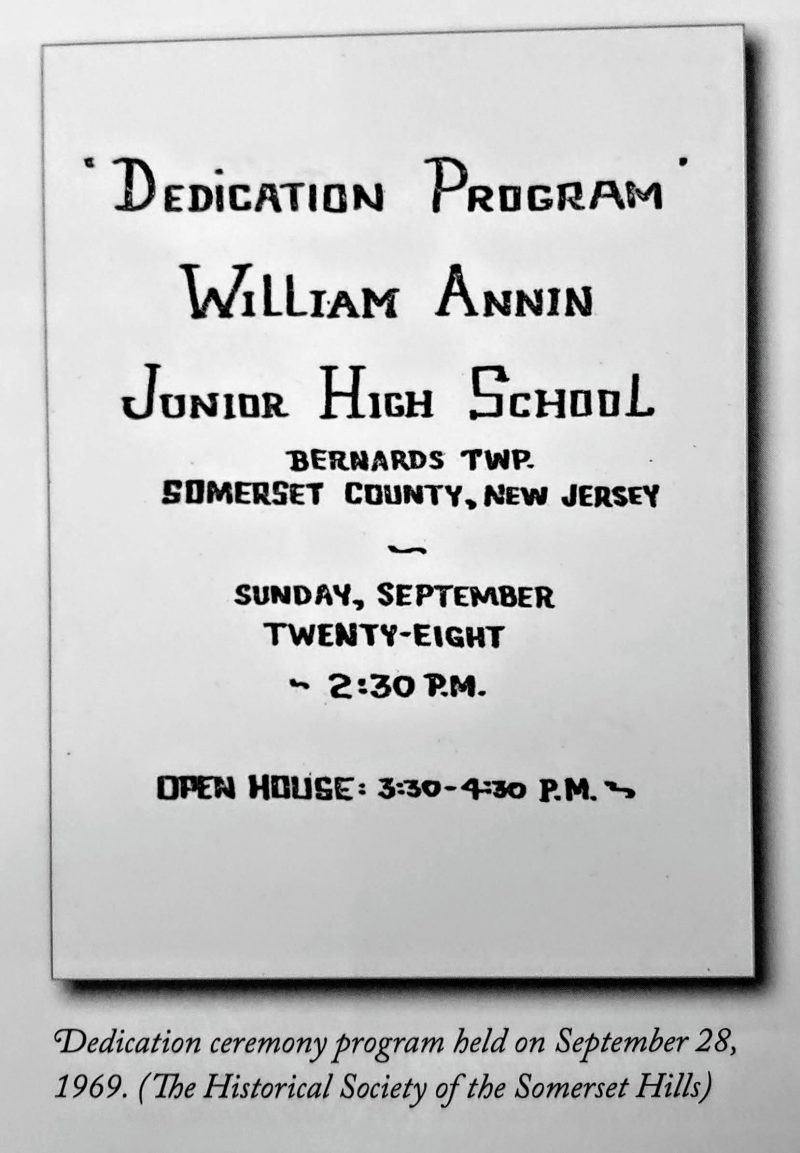 'Dedication Program'
William Annin
Junior High School
BERNARDS TWP.
SOMERSET COUNTY, NEW JERSEY
~
SUNDAY, SEPTEMBER
TWENTY-EIGHT
~ 2:30 P.M.
OPEN HOUSE: 3:30-4:30 P.M. ~
Dedication ceremony program held on September 28,
1969. (The Historical Society of the Somerset Hills)